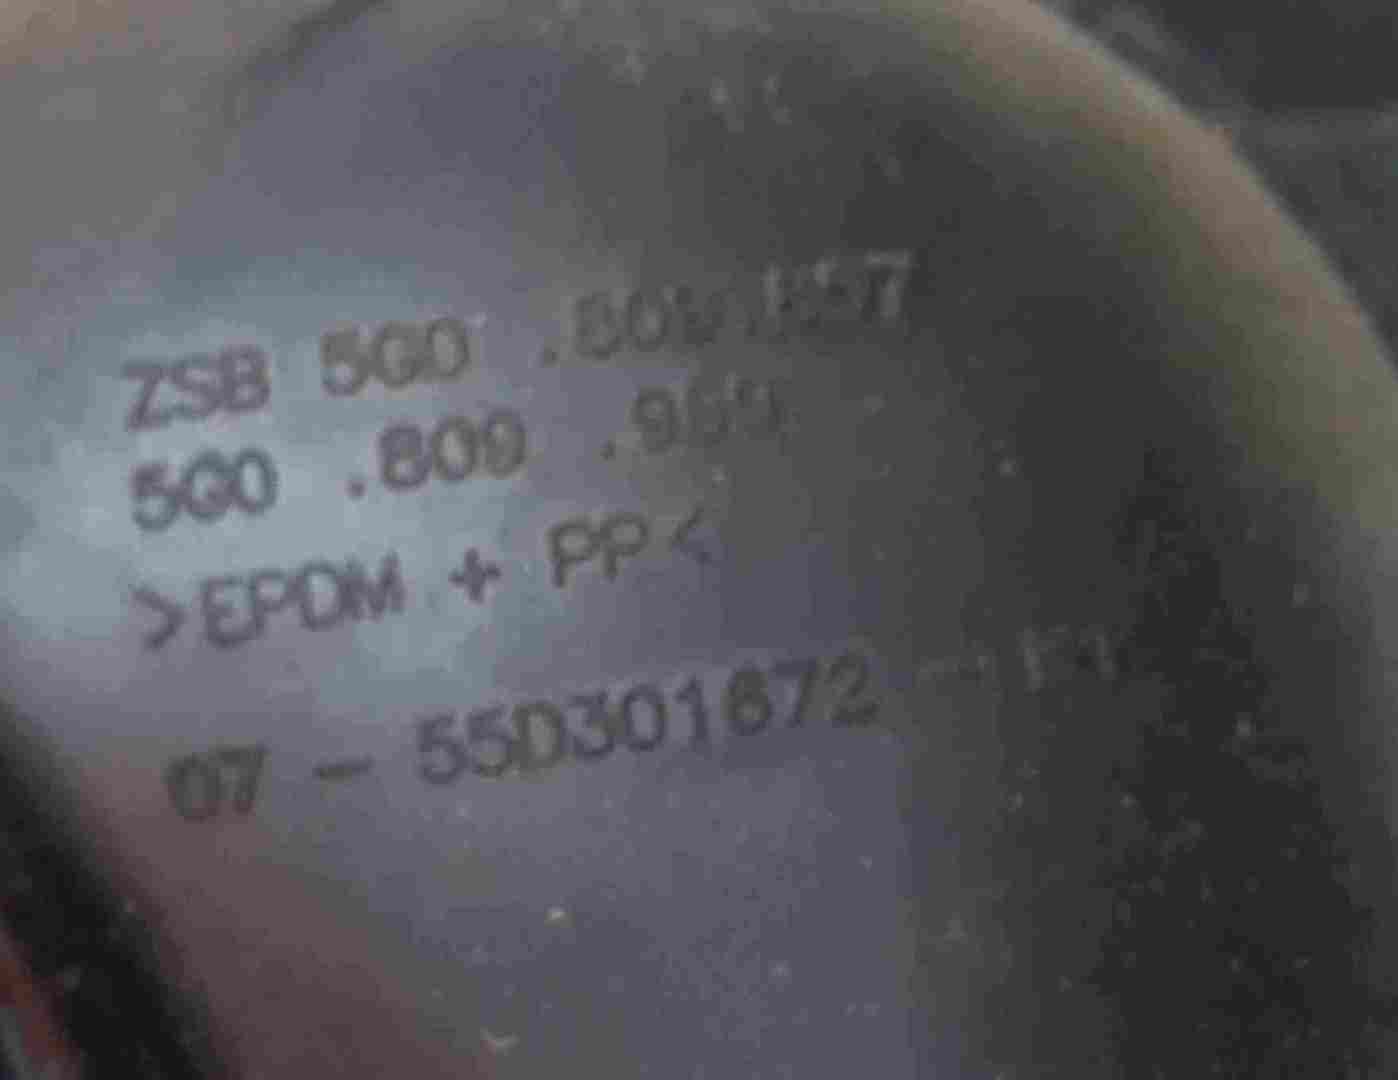 ZSB 5G0
5G0 .809
>EPDM + PP<
07 - 55D301672